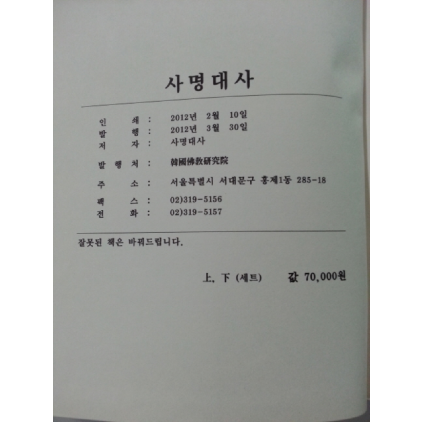 사명대사
인 쇄 : 2012년 2월 10일
발 행 : 2012년 3월 30일
저 자 : 사명대사
발 행 처 : 韓國佛敎硏究院
주 소 : 서울특별시 서대문구 홍제1동 285-18
팩 스 : 02)319-5156
전 화 : 02)319-5157
잘못된 책은 바꿔드립니다.
上, 下 (세트) 값 70,000원